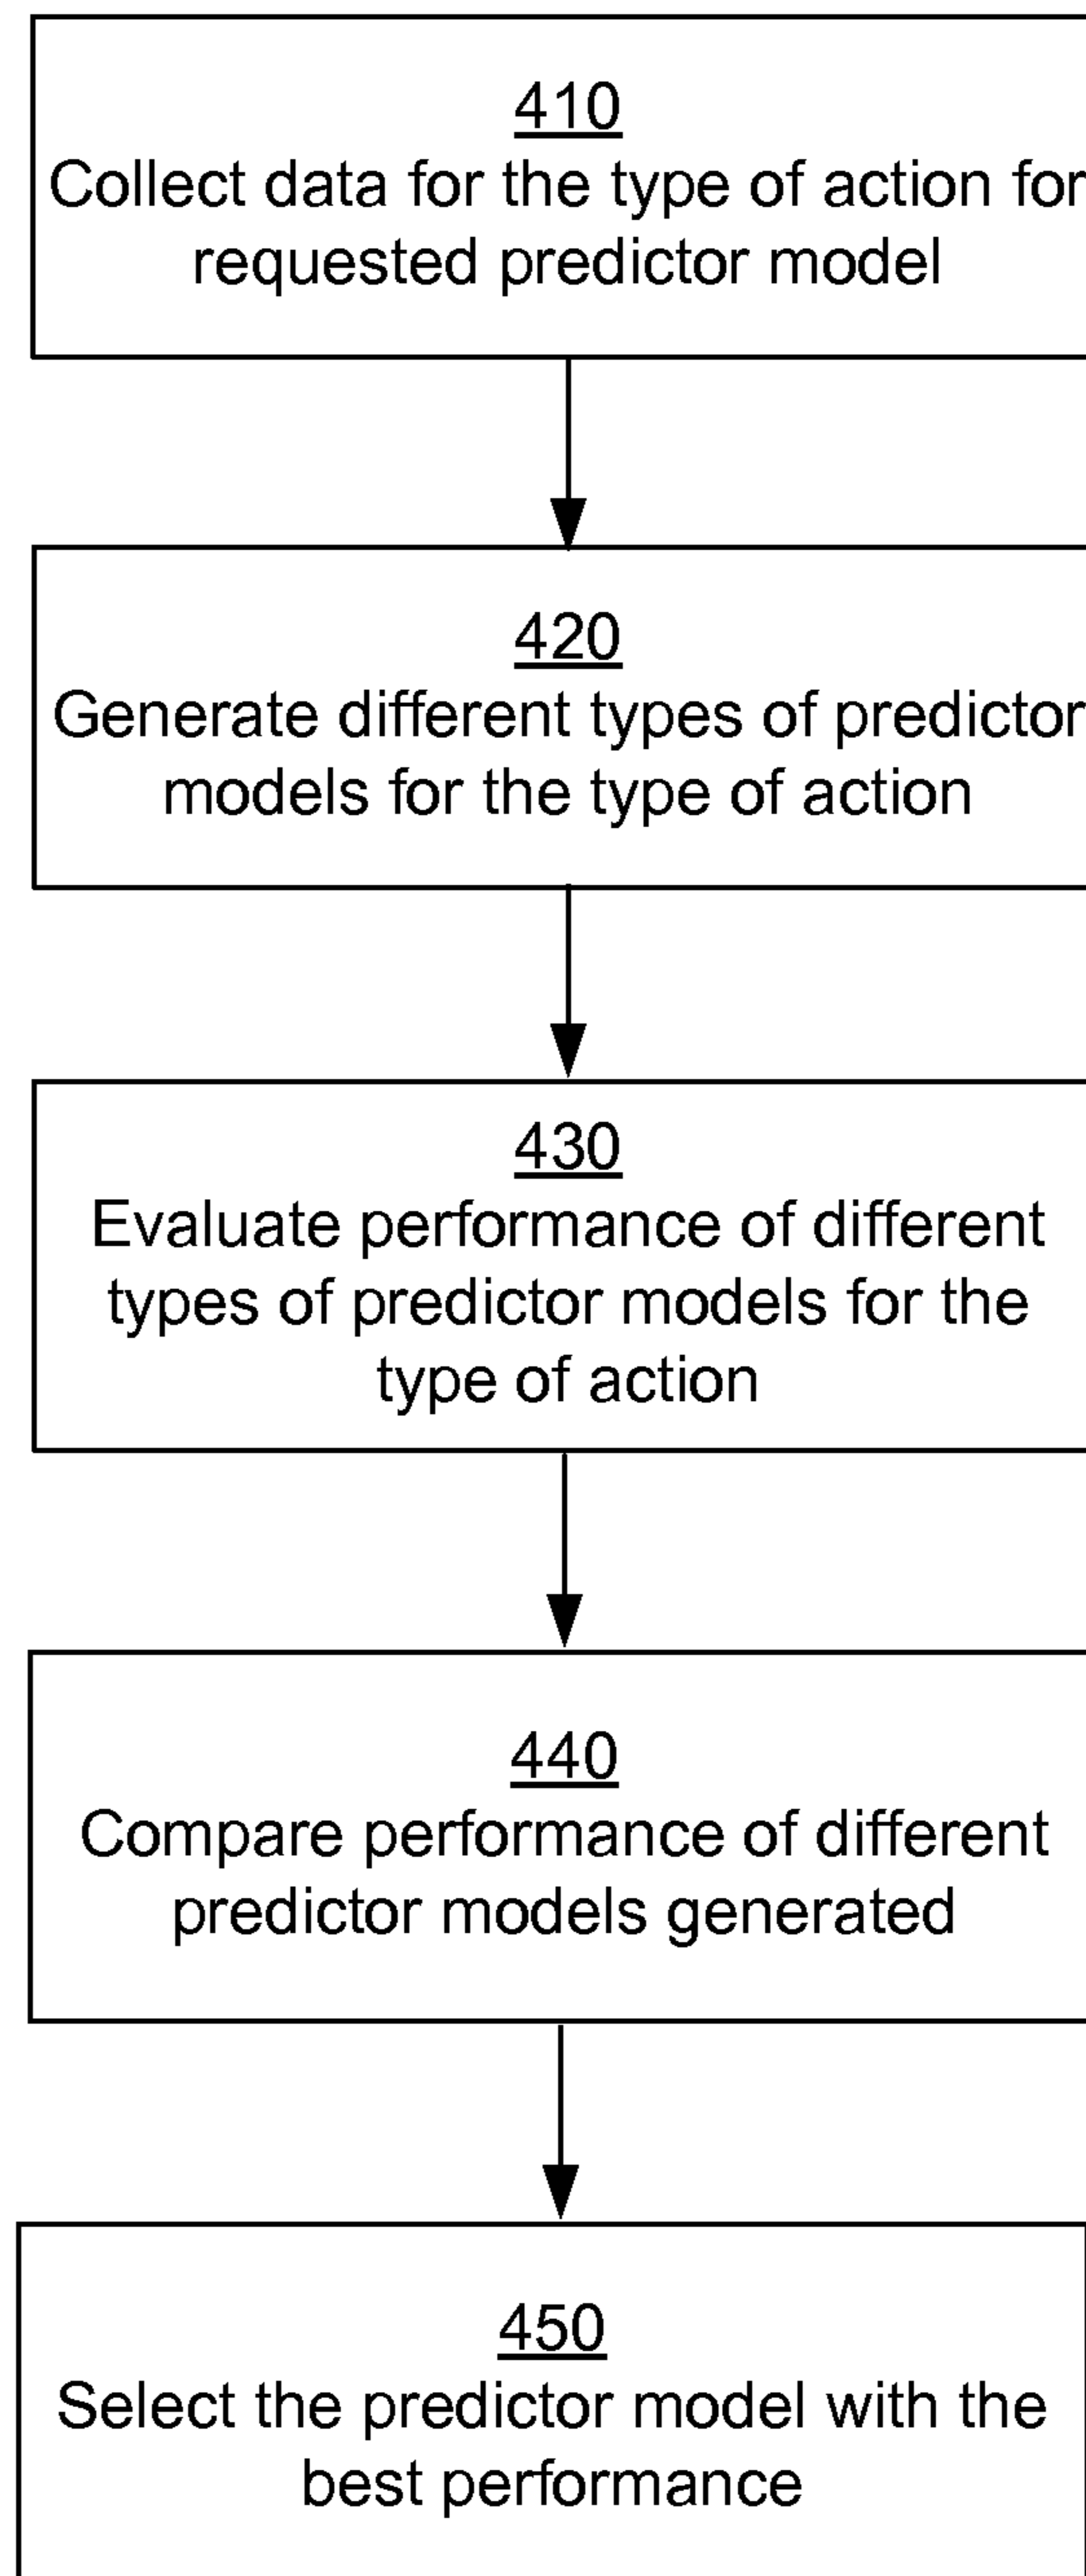 410
Collect data for the type of action for
requested predictor model
420
Generate different types of predictor
models for the type of action
430
Evaluate performance of different
types of predictor models for the
type of action
440
Compare performance of different
predictor models generated
450
Select the predictor model with the
best performance